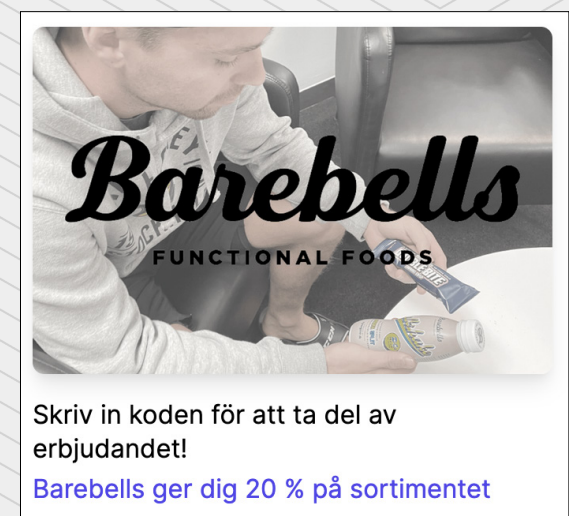 Barebells
FUNCTIONAL FOODS
Skriv in koden för att ta del av
erbjudandet!
Barebells ger dig 20 % på sortimentet